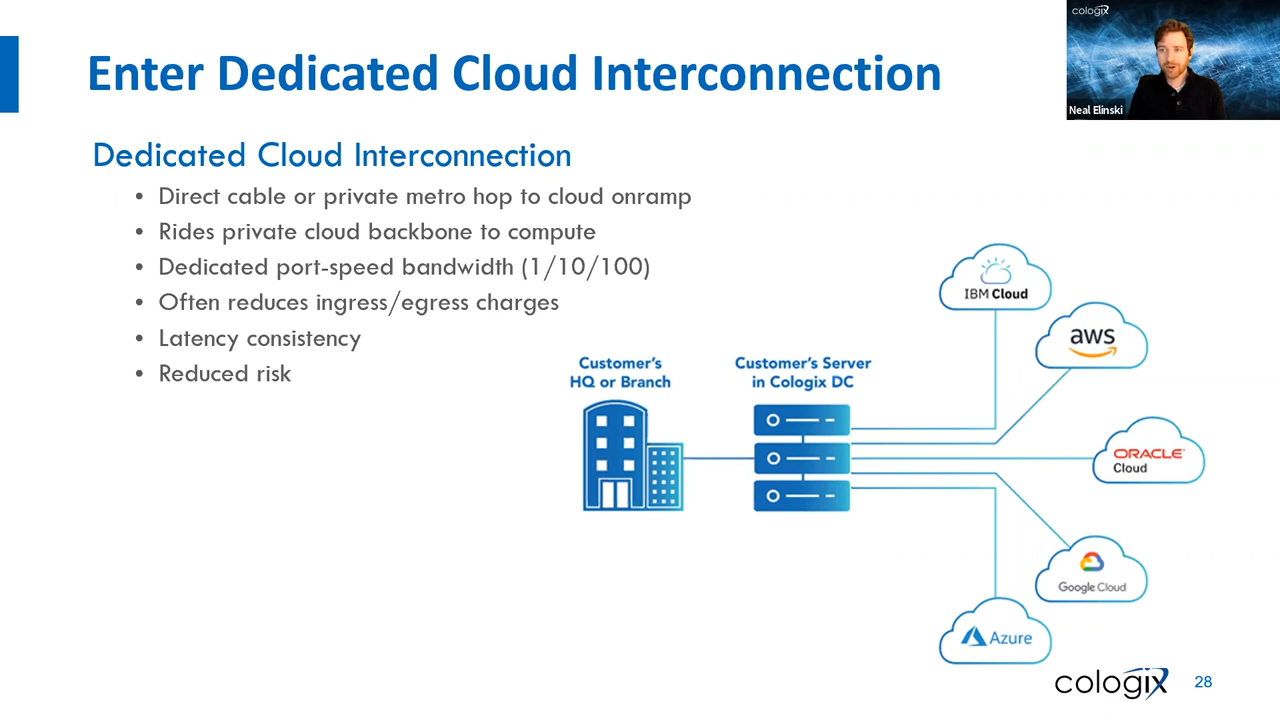 cologix
Neal Elinski
Enter Dedicated Cloud Interconnection
Dedicated Cloud Interconnection
• Direct cable or private metro hop to cloud onramp
• Rides private cloud backbone to compute
• Dedicated port-speed bandwidth (1/10/100)
• Often reduces ingress/egress charges
• Latency consistency
• Reduced risk
Customer's
HQ or Branch
Customer's Server
in Cologix DC
IBM Cloud
aws
ORACLE
Cloud
Google Cloud
Azure
cologix
28